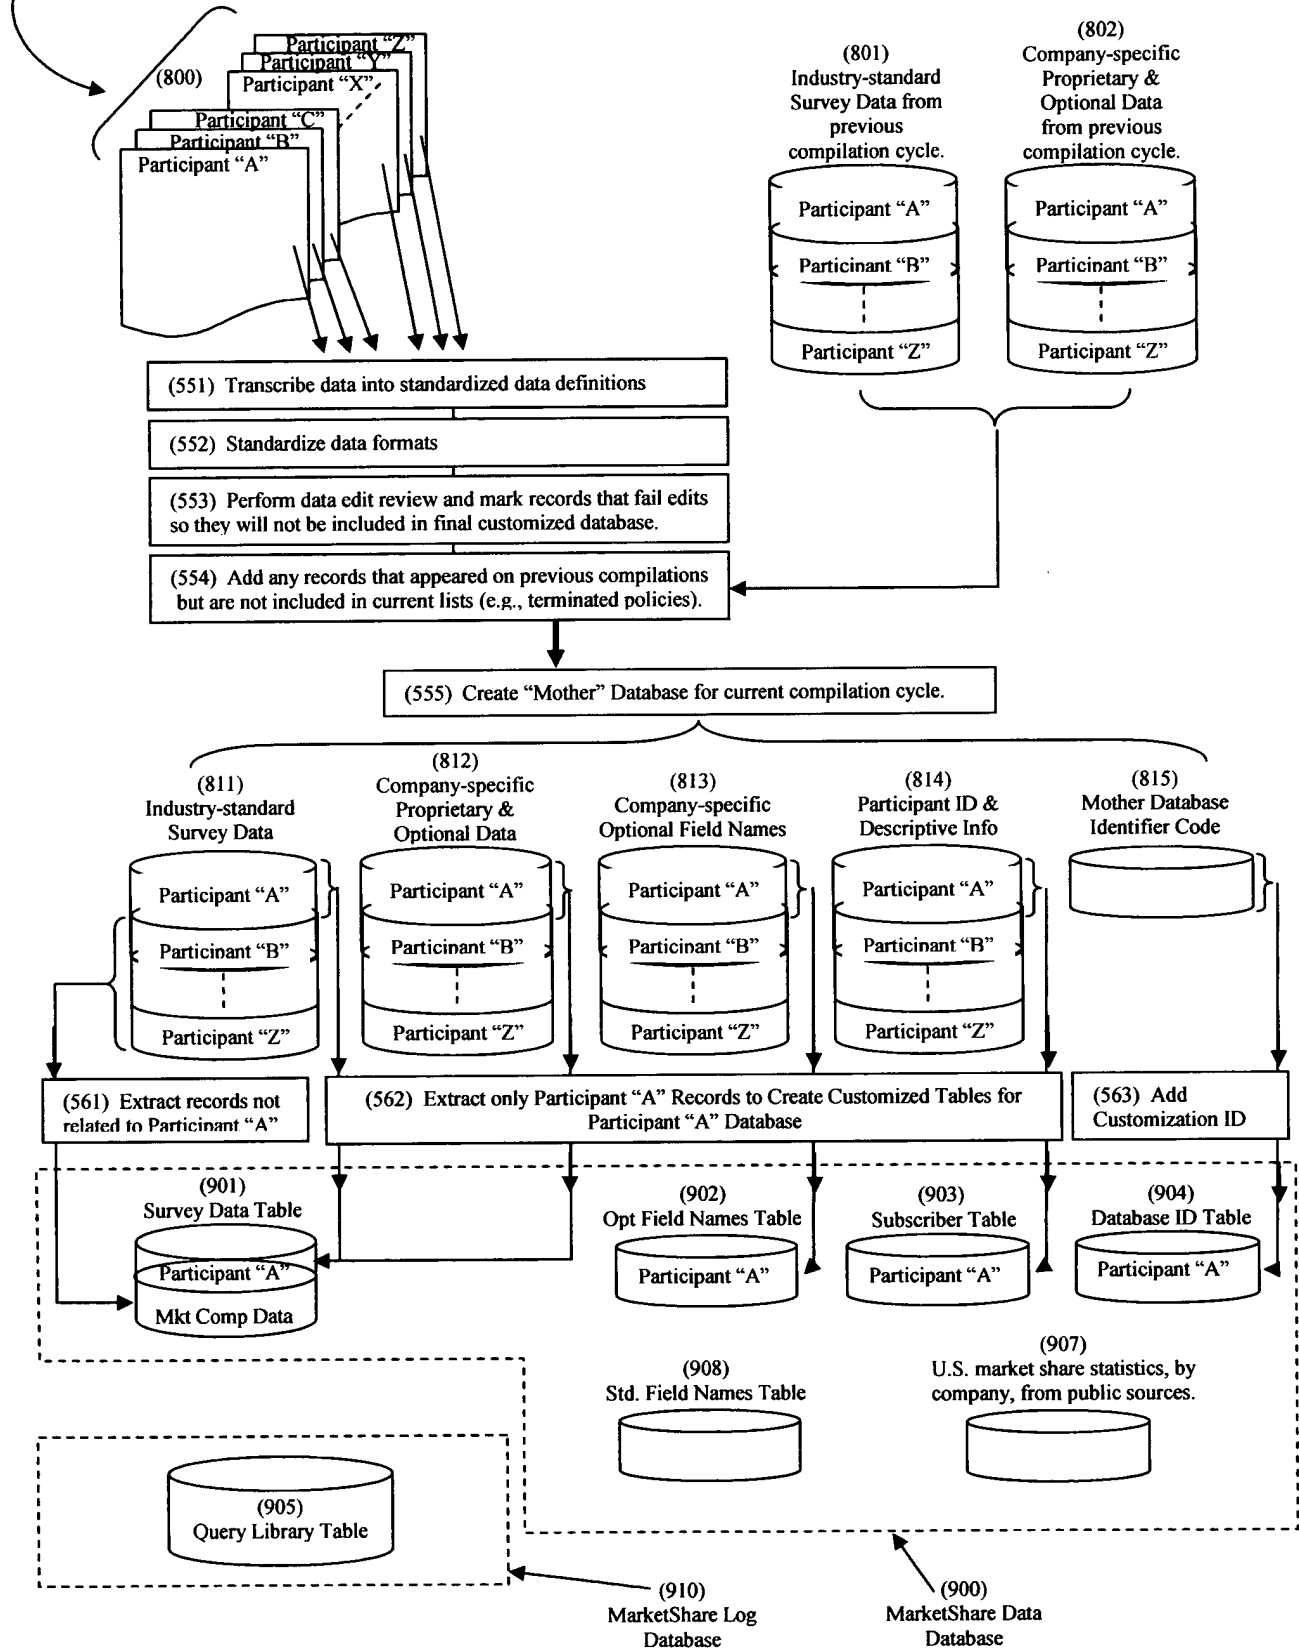 (800)
Participant “Z”
Participant “Y”
Participant “X”
Participant “C”
Participant “B”
Participant “A”
(801)
Industry-standard
Survey Data from
previous
compilation cycle.
Participant “A”
Participant “B”
Participant “Z”
(802)
Company-specific
Proprietary &
Optional Data
from previous
compilation cycle.
Participant “A”
Participant “B”
Participant “Z”
(551) Transcribe data into standardized data definitions
(552) Standardize data formats
(553) Perform data edit review and mark records that fail edits
so they will not be included in final customized database.
(554) Add any records that appeared on previous compilations
but are not included in current lists (e.g., terminated policies).
(555) Create “Mother” Database for current compilation cycle.
(811)
Industry-standard
Survey Data
Participant “A”
Participant “B”
Participant “Z”
(812)
Company-specific
Proprietary &
Optional Data
Participant “A”
Participant “B”
Participant “Z”
(813)
Company-specific
Optional Field Names
Participant “A”
Participant “B”
Participant “Z”
(814)
Participant ID &
Descriptive Info
Participant “A”
Participant “B”
Participant “Z”
(815)
Mother Database
Identifier Code
(561) Extract records not
related to Participant “A”
(562) Extract only Participant “A” Records to Create Customized Tables for
Participant “A” Database
(563) Add
Customization ID
(901)
Survey Data Table
Participant “A”
Mkt Comp Data
(902)
Opt Field Names Table
Participant “A”
(903)
Subscriber Table
Participant “A”
(904)
Database ID Table
Participant “A”
(908)
Std. Field Names Table
(907)
U.S. market share statistics, by
company, from public sources.
(905)
Query Library Table
(910)
MarketShare Log
Database
(900)
MarketShare Data
Database